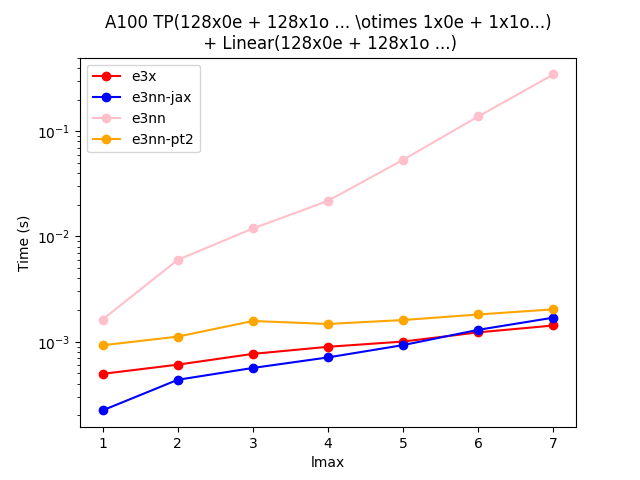 A100 TP(128x0e + 128x1o ... \otimes 1x0e + 1x1o...)
+ Linear(128x0e + 128x1o ...)
e3x
e3nn-jax
e3nn
e3nn-pt2
Time (s)
10⁻¹
10⁻²
10⁻³
1 2 3 4 5 6 7
lmax